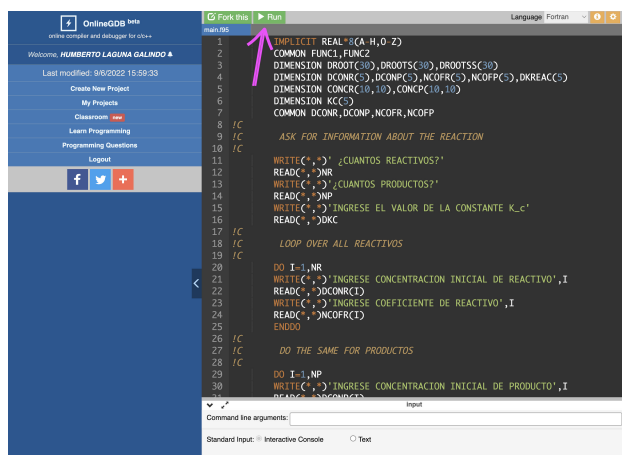 OnlineGDB beta
online compiler and debugger for c/c++
Welcome, HUMBERTO LAGUNA GALINDO
Last modified: 9/6/2022 15:59:33
Create New Project
My Projects
Classroom new
Learn Programming
Programming Questions
Logout
Fork this Run Language Fortran
main.f95
1 IMPLICIT REAL*8(A-H,O-Z)
2 COMMON FUNC1,FUNC2
3 DIMENSION DROOT(30),DROOTS(30),DROOTSS(30)
4 DIMENSION DCONR(5),DCONP(5),NCOFR(5),NCOFP(5),DKREAC(5)
5 DIMENSION CONCR(10,10),CONCP(10,10)
6 DIMENSION KC(5)
7 COMMON DCONR,DCONP,NCOFR,NCOFP
8 !C
9 !C ASK FOR INFORMATION ABOUT THE REACTION
10 !C
11 WRITE(*,*)' ¿CUANTOS REACTIVOS?'
12 READ(*,*)NR
13 WRITE(*,*)'¿CUANTOS PRODUCTOS?'
14 READ(*,*)NP
15 WRITE(*,*)'INGRESE EL VALOR DE LA CONSTANTE K_c'
16 READ(*,*)DKC
17 !C
18 !C LOOP OVER ALL REACTIVOS
19 !C
20 DO I=1,NR
21 WRITE(*,*)'INGRESE CONCENTRACION INICIAL DE REACTIVO',I
22 READ(*,*)DCONR(I)
23 WRITE(*,*)'INGRESE COEFICIENTE DE REACTIVO',I
24 READ(*,*)NCOFR(I)
25 ENDDO
26 !C
27 !C DO THE SAME FOR PRODUCTOS
28 !C
29 DO I=1,NP
30 WRITE(*,*)'INGRESE CONCENTRACION INICIAL DE PRODUCTO',I
input
Command line arguments:
Standard Input: Interactive Console Text